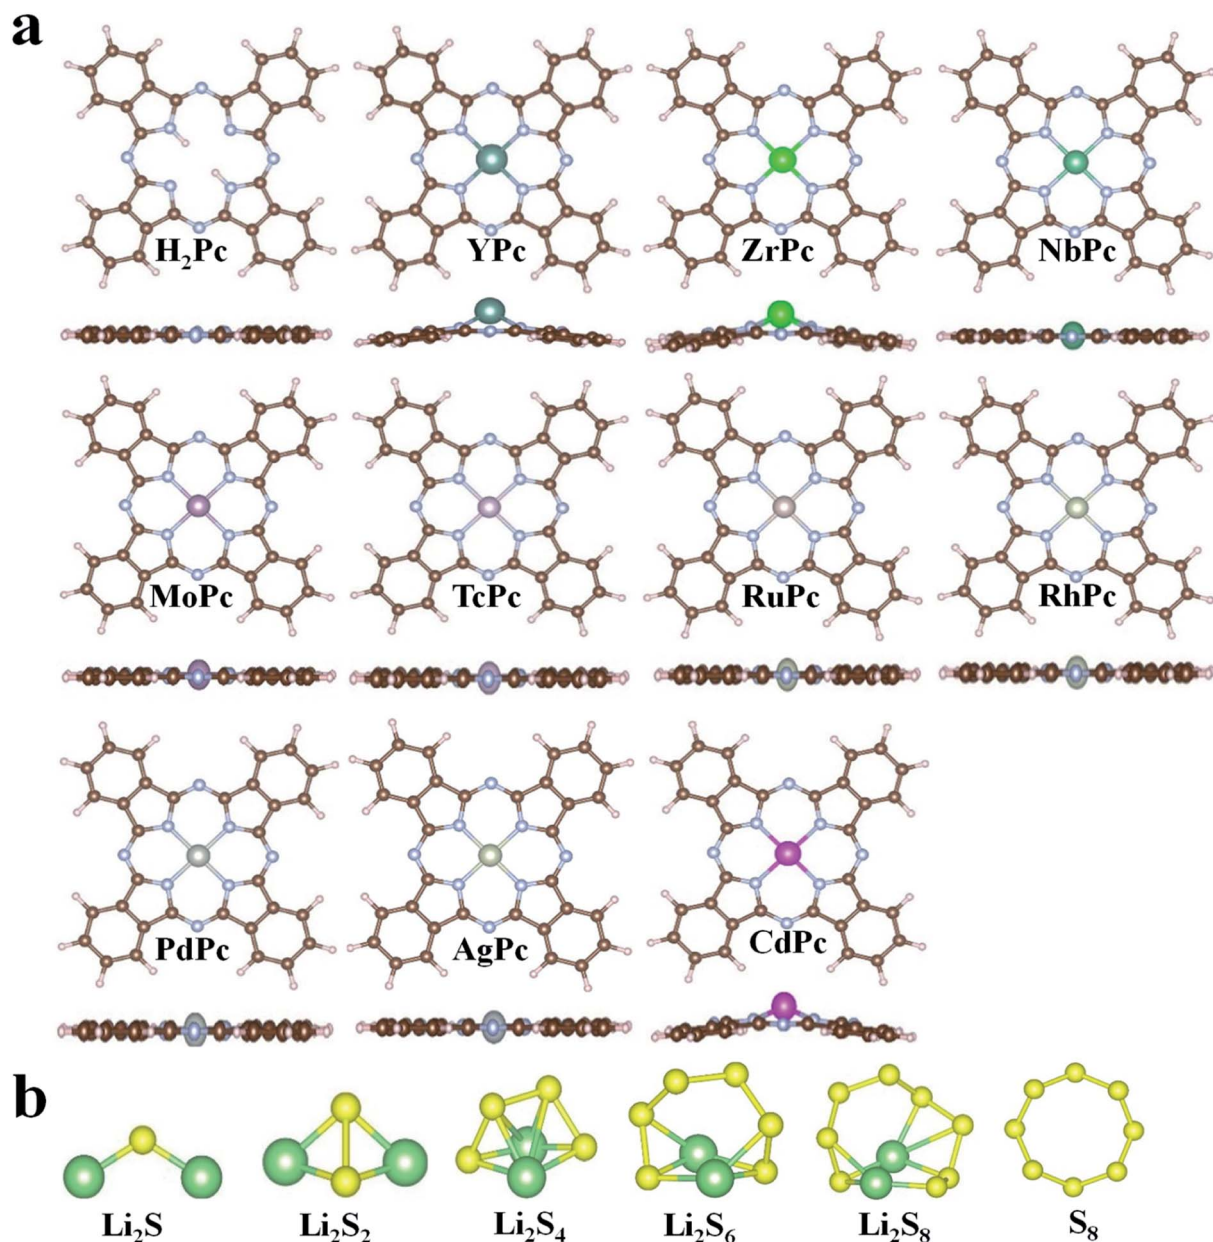 a
H₂Pc YPc ZrPc NbPc
MoPc TcPc RuPc RhPc
PdPc AgPc CdPc
b
Li₂S Li₂S₂ Li₂S₄ Li₂S₆ Li₂S₈ S₈